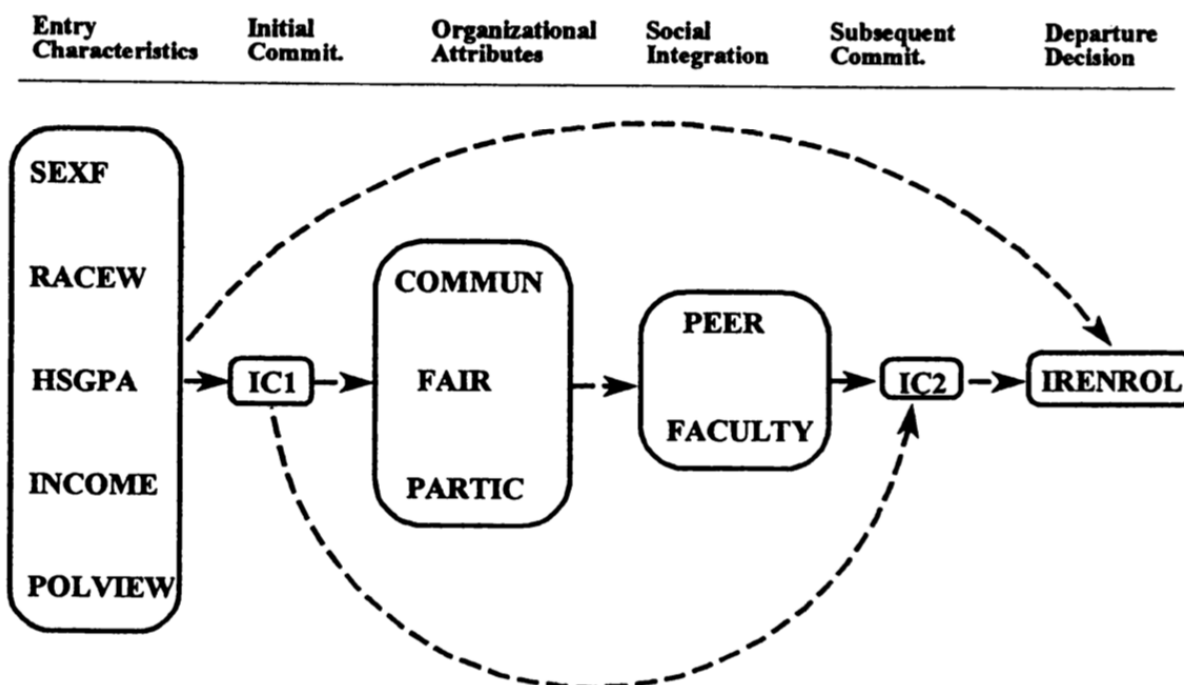 Entry Initial Organizational Social Subsequent Departure
Characteristics Commit. Attributes Integration Commit. Decision
SEXF
RACEW
HSGPA
INCOME
POLVIEW
IC1
COMMUN
FAIR
PARTIC
PEER
FACULTY
IC2
IRENROL